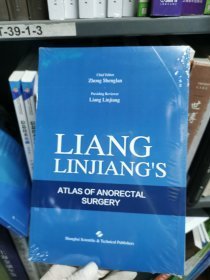 -39-1-3
Chief Editor
Zheng Shenglan
Presiding Reviewer
Liang Linjiang
LIANG
LINJIANG'S
ATLAS OF ANORECTAL
SURGERY
Shanghai Scientific & Technical Publishers